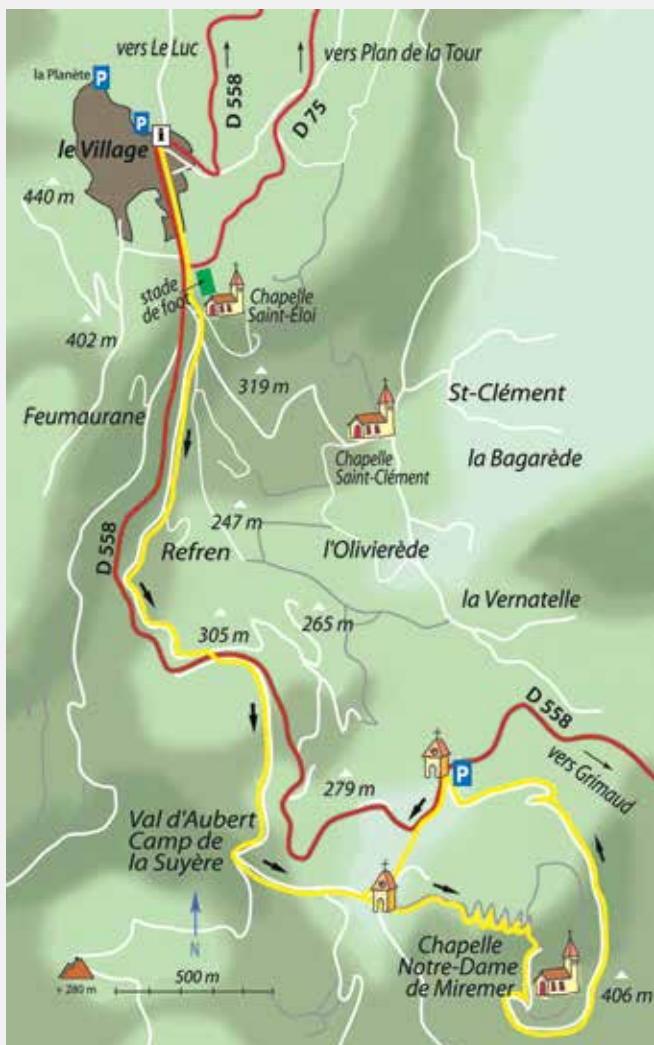 vers Le Luc
vers Plan de la Tour
la Planète
P
D 558
D 75
P
i
le Village
440 m
stade
de foot
Chapelle
Saint-Éloi
402 m
319 m
St-Clément
Feumaurane
Chapelle
Saint-Clément
la Bagarède
247 m
D 558
Refren
l'Olivierède
la Vernatelle
305 m
265 m
D 558
P
vers Grimaud
279 m
Val d'Aubert
Camp de
la Suyère
N
Chapelle
Notre-Dame
de Miremer
500 m
+ 280 m
406 m